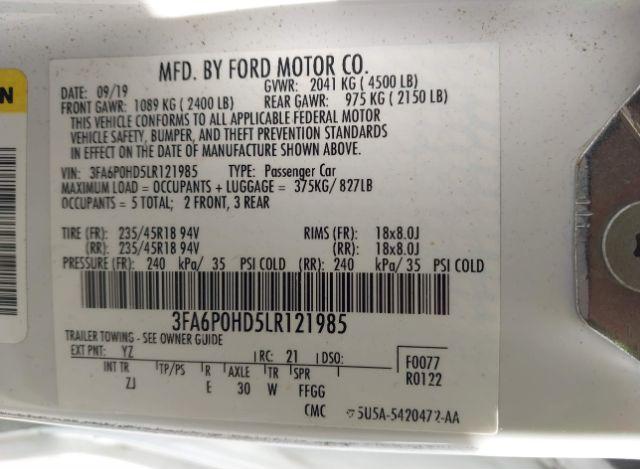 N
MFD. BY FORD MOTOR CO.
DATE: 09/19 GVWR: 2041 KG ( 4500 LB)
FRONT GAWR: 1089 KG ( 2400 LB) REAR GAWR: 975 KG ( 2150 LB)
THIS VEHICLE CONFORMS TO ALL APPLICABLE FEDERAL MOTOR
VEHICLE SAFETY, BUMPER, AND THEFT PREVENTION STANDARDS
IN EFFECT ON THE DATE OF MANUFACTURE SHOWN ABOVE.
VIN: 3FA6P0HD5LR121985 TYPE: Passenger Car
MAXIMUM LOAD = OCCUPANTS + LUGGAGE = 375KG/ 827LB
OCCUPANTS = 5 TOTAL; 2 FRONT, 3 REAR
TIRE (FR): 235/45R18 94V RIMS (FR): 18x8.0J
(RR): 235/45R18 94V (RR): 18x8.0J
PRESSURE (FR): 240 kPa/ 35 PSI COLD (RR): 240 kPa/ 35 PSI COLD
3FA6P0HD5LR121985
TRAILER TOWING - SEE OWNER GUIDE
EXT PNT: YZ RC: 21 DSO: F0077
INT TR TP/PS R AXLE TR SPR R0122
ZJ E 30 W FFGG
CMC 5U5A-5420472-AA